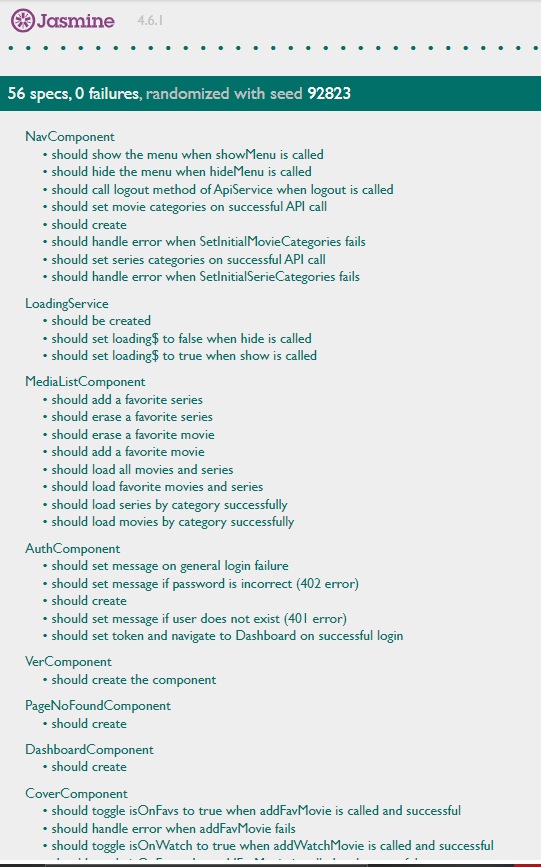 Jasmine 4.6.1
56 specs, 0 failures, randomized with seed 92823
NavComponent
• should show the menu when showMenu is called
• should hide the menu when hideMenu is called
• should call logout method of ApiService when logout is called
• should set movie categories on successful API call
• should create
• should handle error when SetInitialMovieCategories fails
• should set series categories on successful API call
• should handle error when SetInitialSerieCategories fails
LoadingService
• should be created
• should set loading$ to false when hide is called
• should set loading$ to true when show is called
MediaListComponent
• should add a favorite series
• should erase a favorite series
• should erase a favorite movie
• should add a favorite movie
• should load all movies and series
• should load favorite movies and series
• should load series by category successfully
• should load movies by category successfully
AuthComponent
• should set message on general login failure
• should set message if password is incorrect (402 error)
• should create
• should set message if user does not exist (401 error)
• should set token and navigate to Dashboard on successful login
VerComponent
• should create the component
PageNoFoundComponent
• should create
DashboardComponent
• should create
CoverComponent
• should toggle isOnFavs to true when addFavMovie is called and successful
• should handle error when addFavMovie fails
• should toggle isOnWatch to true when addWatchMovie is called and successful